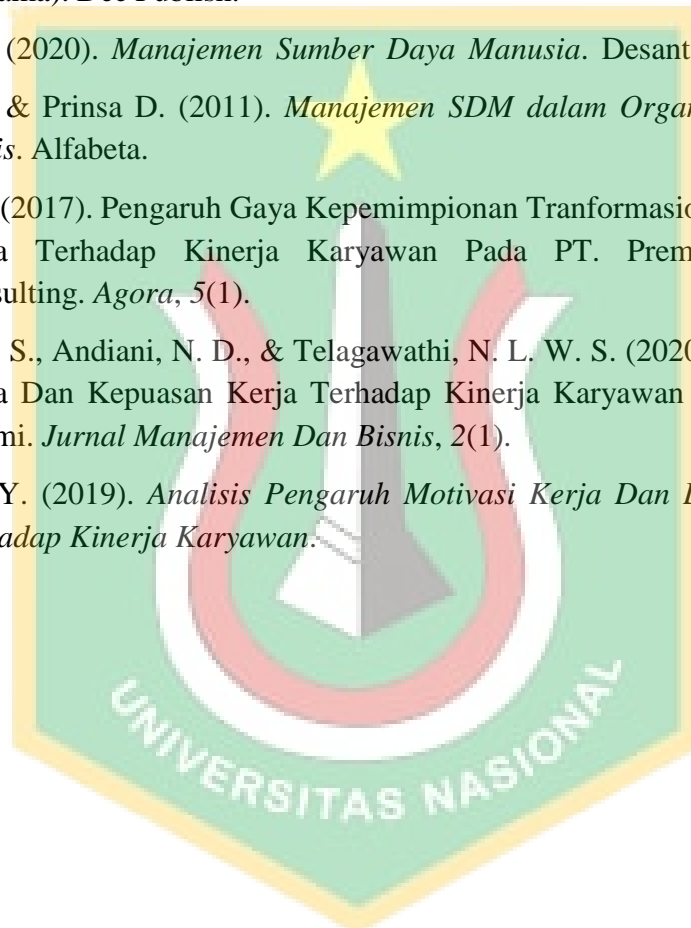 ama). Dee Publish.
(2020). Manajemen Sumber Daya Manusia. Desant
& Prinsa D. (2011). Manajemen SDM dalam Organ
is. Alfabeta.
(2017). Pengaruh Gaya Kepemimpionan Tranformasio
a Terhadap Kinerja Karyawan Pada PT. Prem
sulting. Agora, 5(1).
S., Andiani, N. D., & Telagawathi, N. L. W. S. (2020
a Dan Kepuasan Kerja Terhadap Kinerja Karyawan
mi. Jurnal Manajemen Dan Bisnis, 2(1).
Y. (2019). Analisis Pengaruh Motivasi Kerja Dan
adap Kinerja Karyawan.
UNIVERSITAS NASIONAL